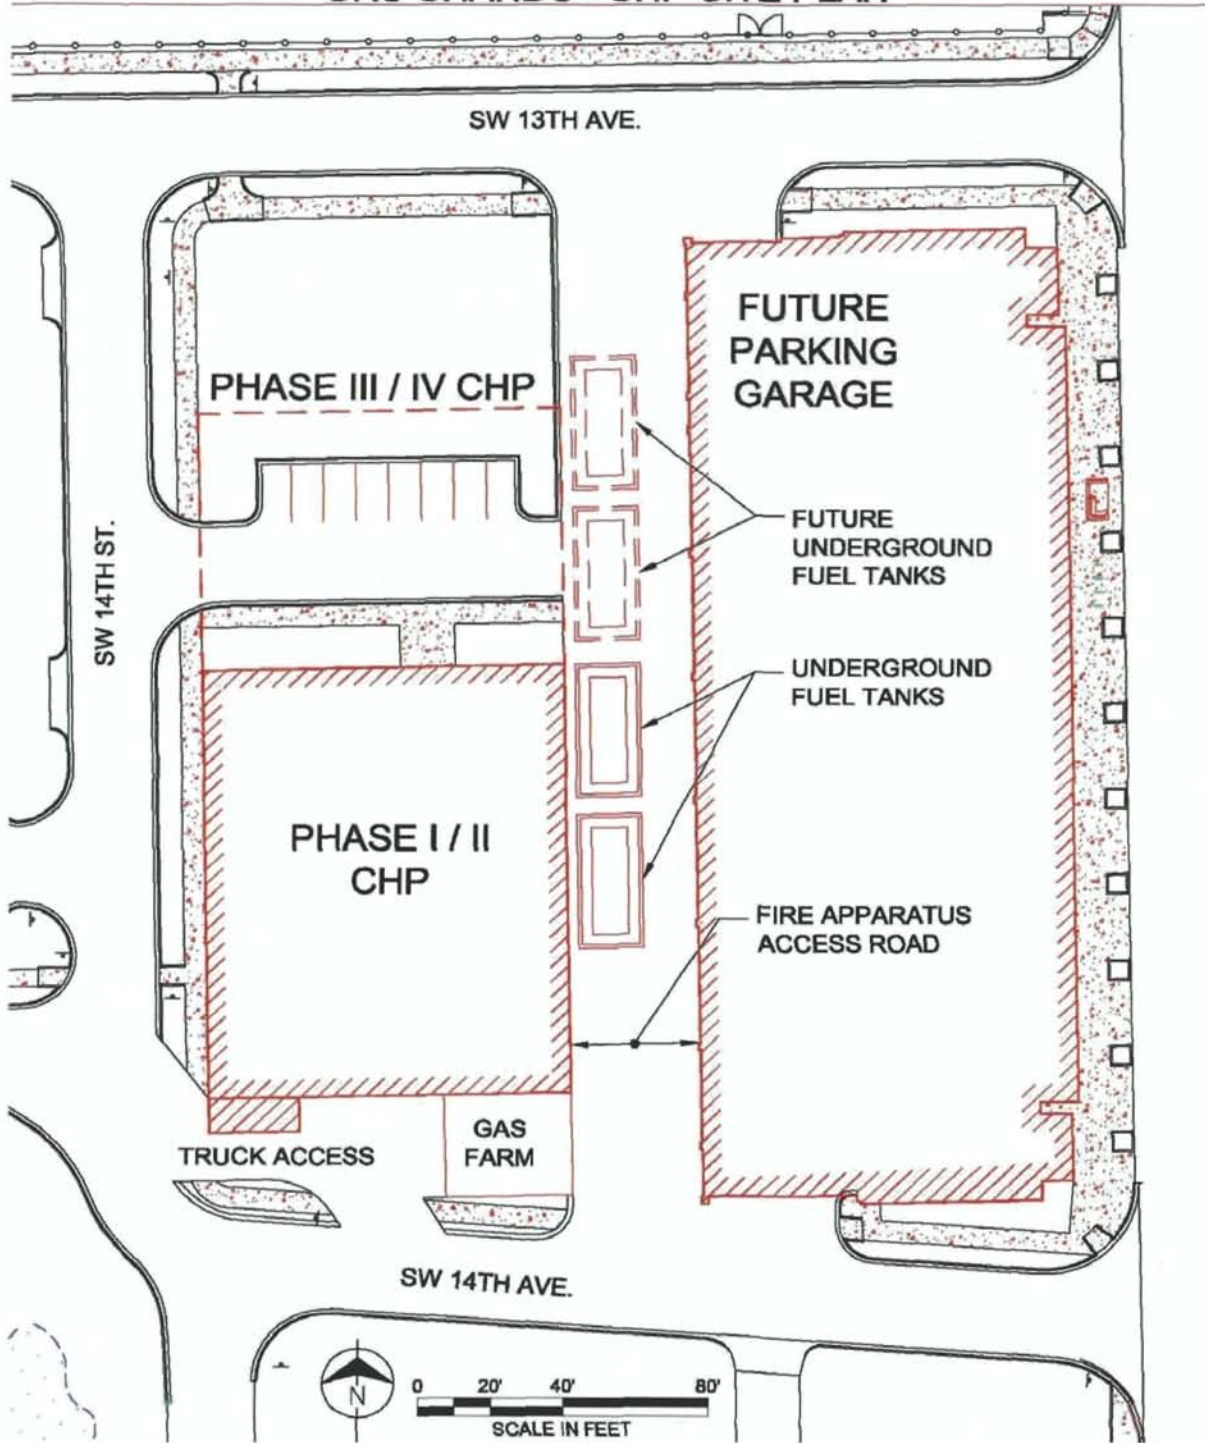 SW 13TH AVE.
PHASE III / IV CHP
FUTURE
PARKING
GARAGE
FUTURE
UNDERGROUND
FUEL TANKS
SW 14TH ST.
UNDERGROUND
FUEL TANKS
PHASE I / II
CHP
FIRE APPARATUS
ACCESS ROAD
GAS
FARM
TRUCK ACCESS
SW 14TH AVE.
N
0 20' 40' 80'
SCALE IN FEET